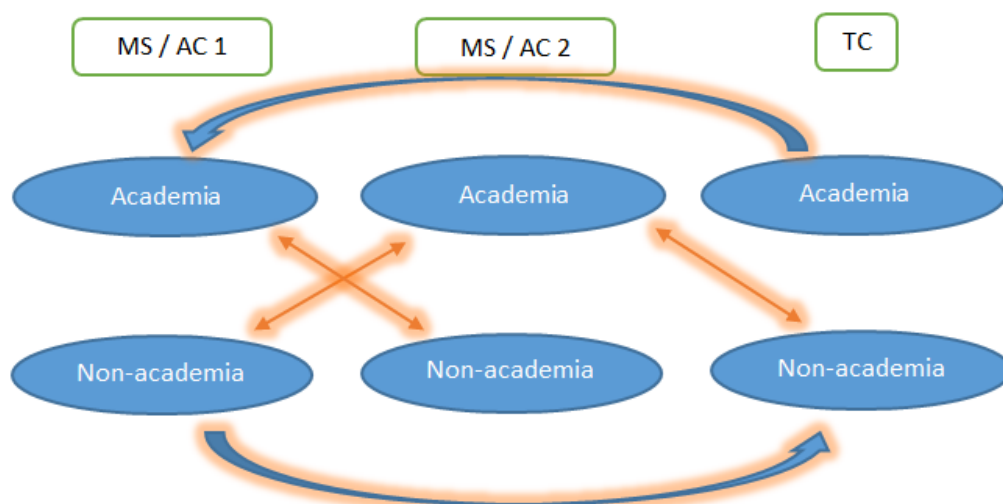 MS / AC 1
MS / AC 2
TC
Academia
Academia
Academia
Non-academia
Non-academia
Non-academia